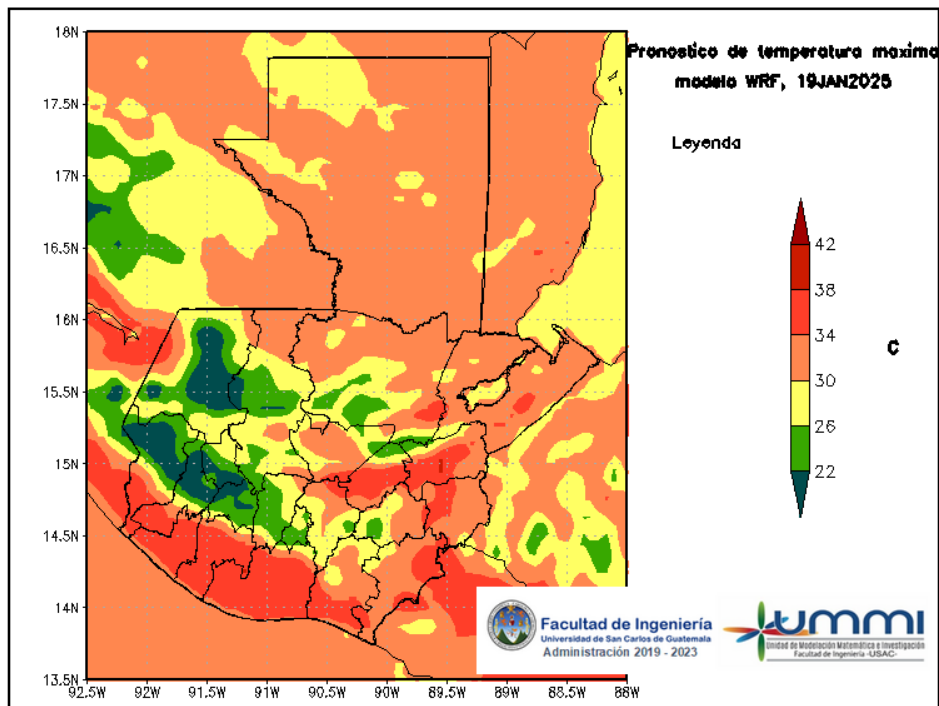 Pronostico de temperatura maxima
modelo WRF, 19JAN2025
Leyenda
42
38
34
30
26
22
C
18N
17.5N
17N
16.5N
16N
15.5N
15N
14.5N
14N
13.5N
92.5W
92W
91.5W
91W
90.5W
90W
89.5W
89W
88.5W
88W
Facultad de Ingeniería
Universidad de San Carlos de Guatemala
Administración 2019 - 2023
ummi
Unidad de Modelación Matemática e Investigación
Facultad de Ingeniería -USAC-